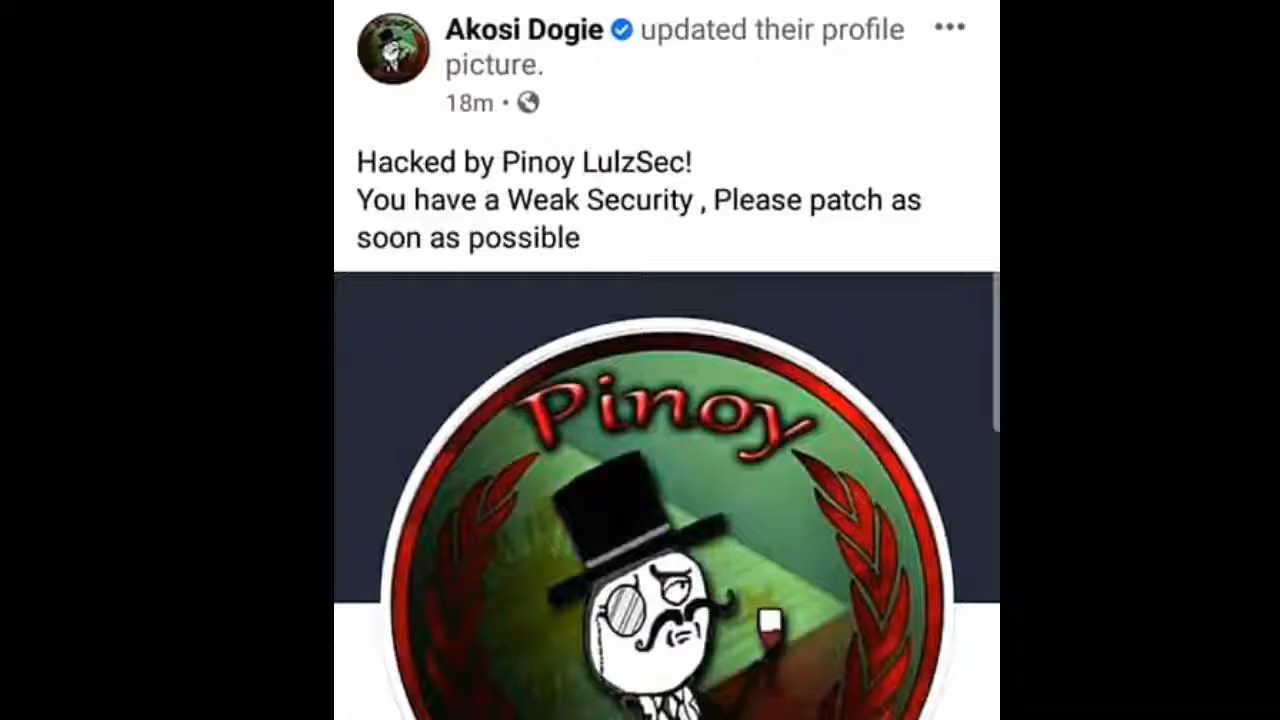 Akosi Dogie updated their profile
picture.
18m •
Hacked by Pinoy LulzSec!
You have a Weak Security , Please patch as
soon as possible
Pinoy